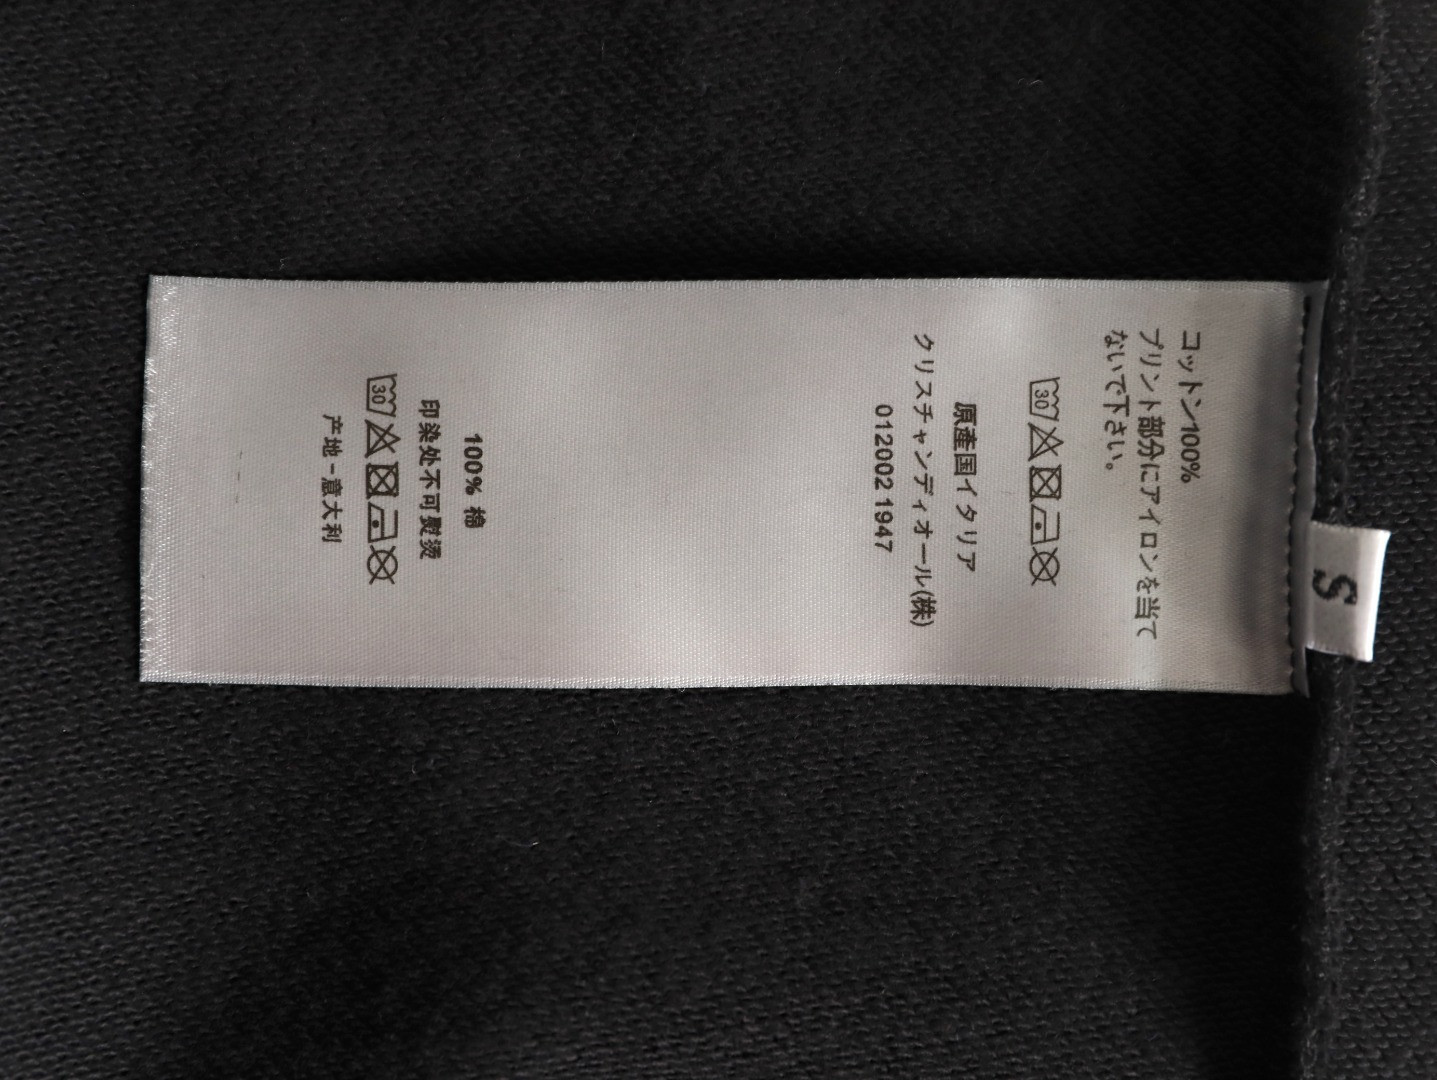 S
コットン100%
プリント部分にアイロンを当て
ないで下さい。
30
原産国イタリア
クリスチャンディオール(株)
0120021947
100% 棉
印染处不可熨烫
30
产地-意大利